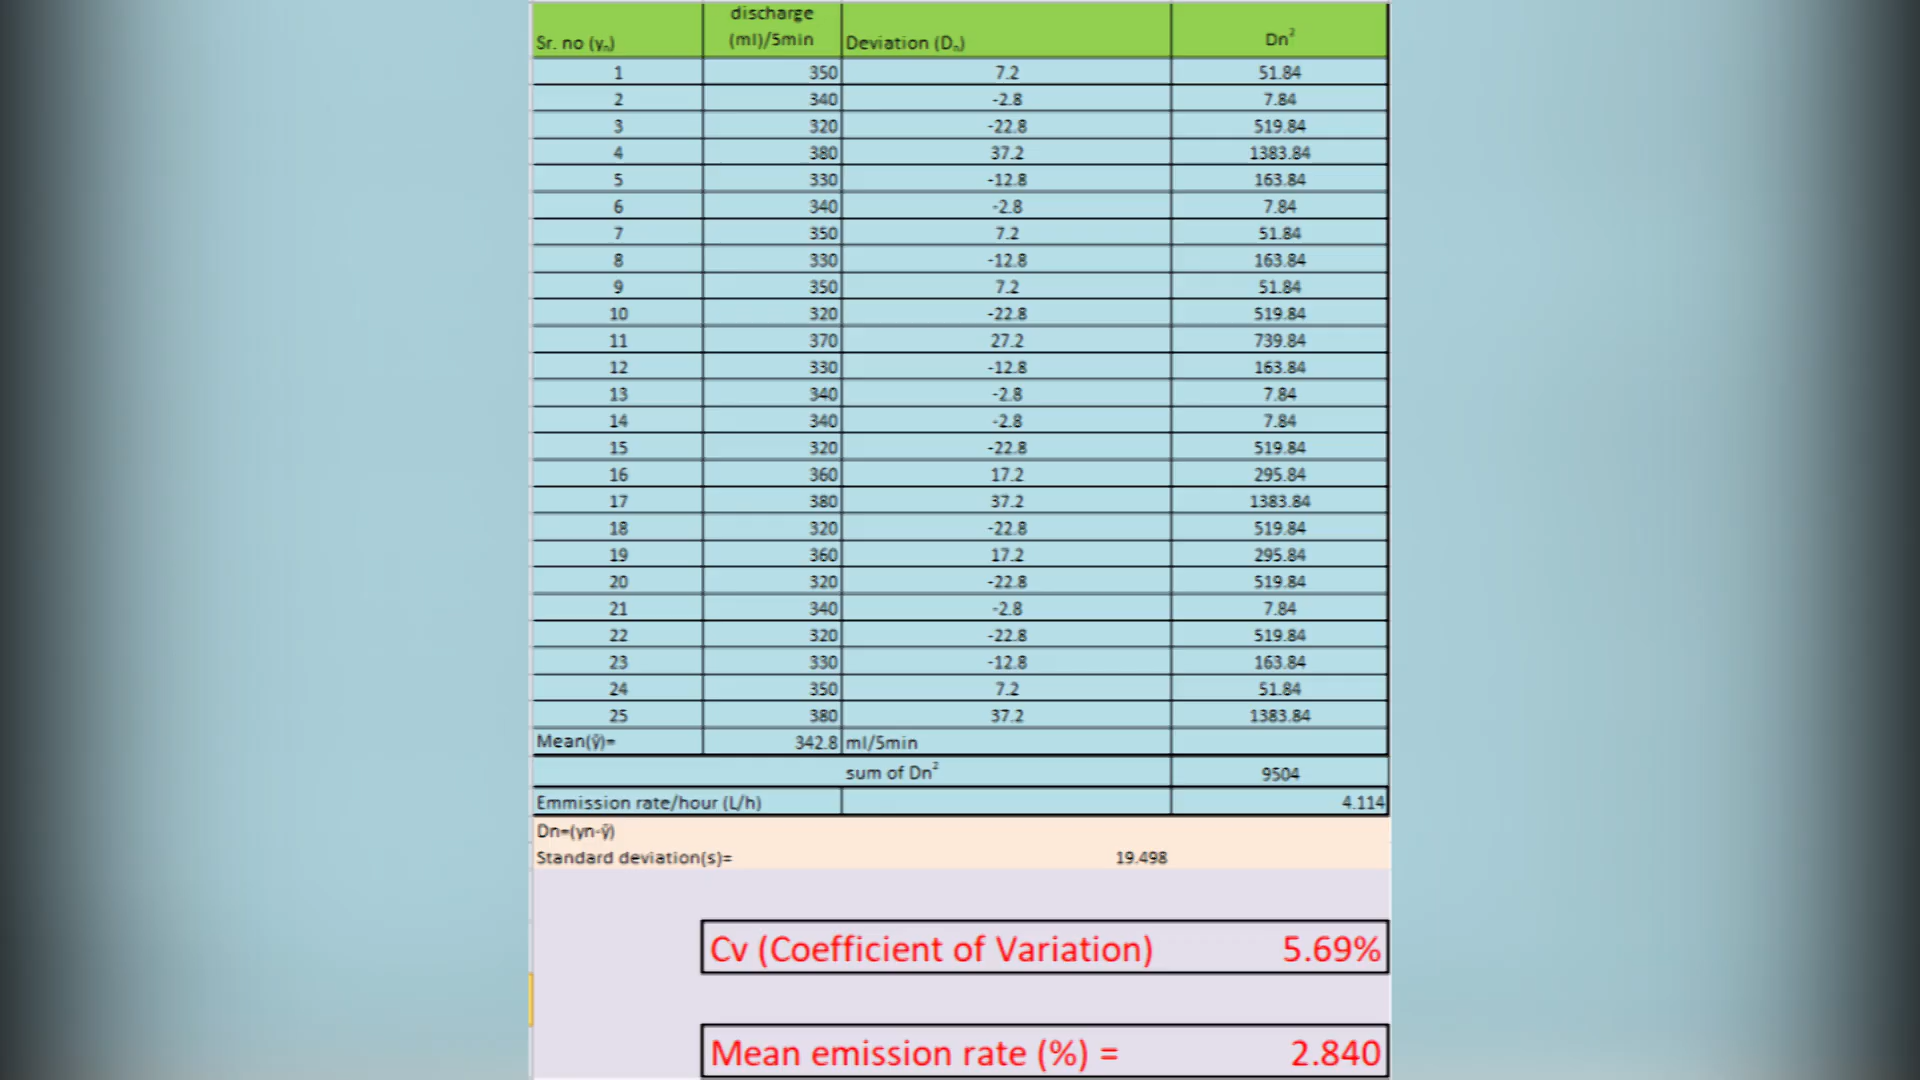 Sr. no (yₙ) discharge (ml)/5min Deviation (Dₙ) Dn²
1 350 7.2 51.84
2 340 -2.8 7.84
3 320 -22.8 519.84
4 380 37.2 1383.84
5 330 -12.8 163.84
6 340 -2.8 7.84
7 350 7.2 51.84
8 330 -12.8 163.84
9 350 7.2 51.84
10 320 -22.8 519.84
11 370 27.2 739.84
12 330 -12.8 163.84
13 340 -2.8 7.84
14 340 -2.8 7.84
15 320 -22.8 519.84
16 360 17.2 295.84
17 380 37.2 1383.84
18 320 -22.8 519.84
19 360 17.2 295.84
20 320 -22.8 519.84
21 340 -2.8 7.84
22 320 -22.8 519.84
23 330 -12.8 163.84
24 350 7.2 51.84
25 380 37.2 1383.84
Mean(ȳ)= 342.8 ml/5min
sum of Dn² 9504
Emmission rate/hour (L/h) 4.114
Dn=(yn-ȳ)
Standard deviation(s)= 19.498
Cv (Coefficient of Variation) 5.69%
Mean emission rate (%) = 2.840